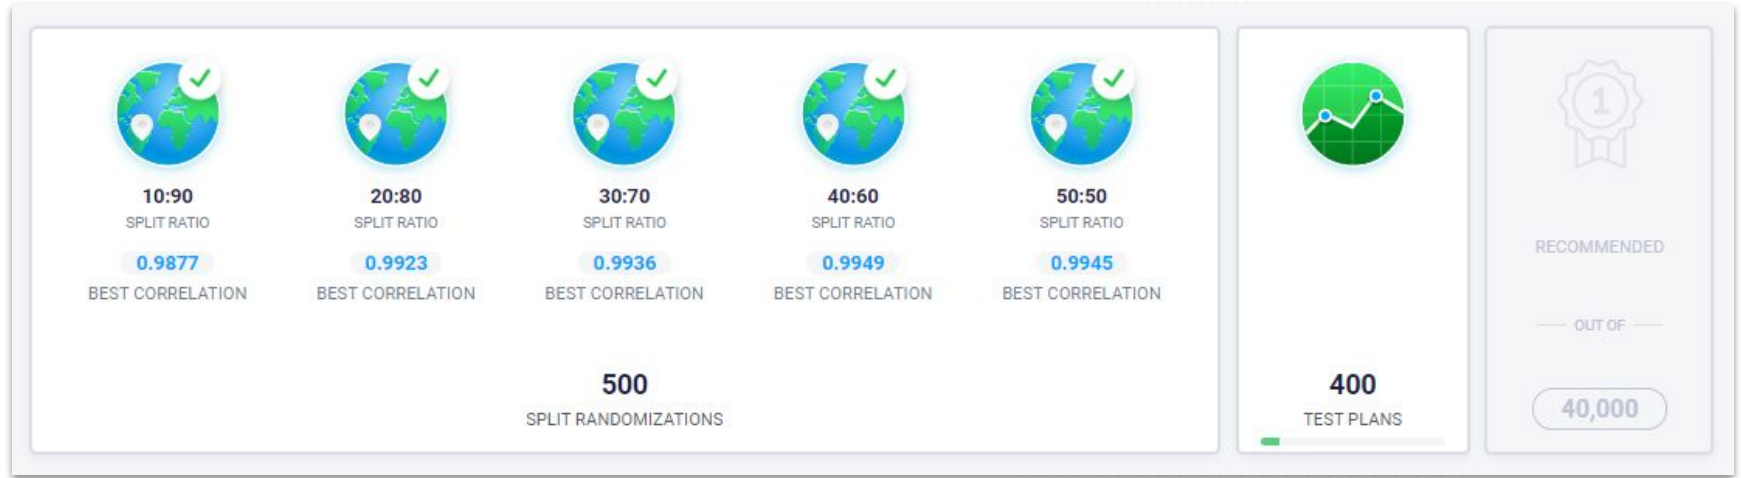 10:90
SPLIT RATIO
0.9877
BEST CORRELATION
20:80
SPLIT RATIO
0.9923
BEST CORRELATION
30:70
SPLIT RATIO
0.9936
BEST CORRELATION
40:60
SPLIT RATIO
0.9949
BEST CORRELATION
50:50
SPLIT RATIO
0.9945
BEST CORRELATION
500
SPLIT RANDOMIZATIONS
400
TEST PLANS
1
RECOMMENDED
OUT OF
40,000